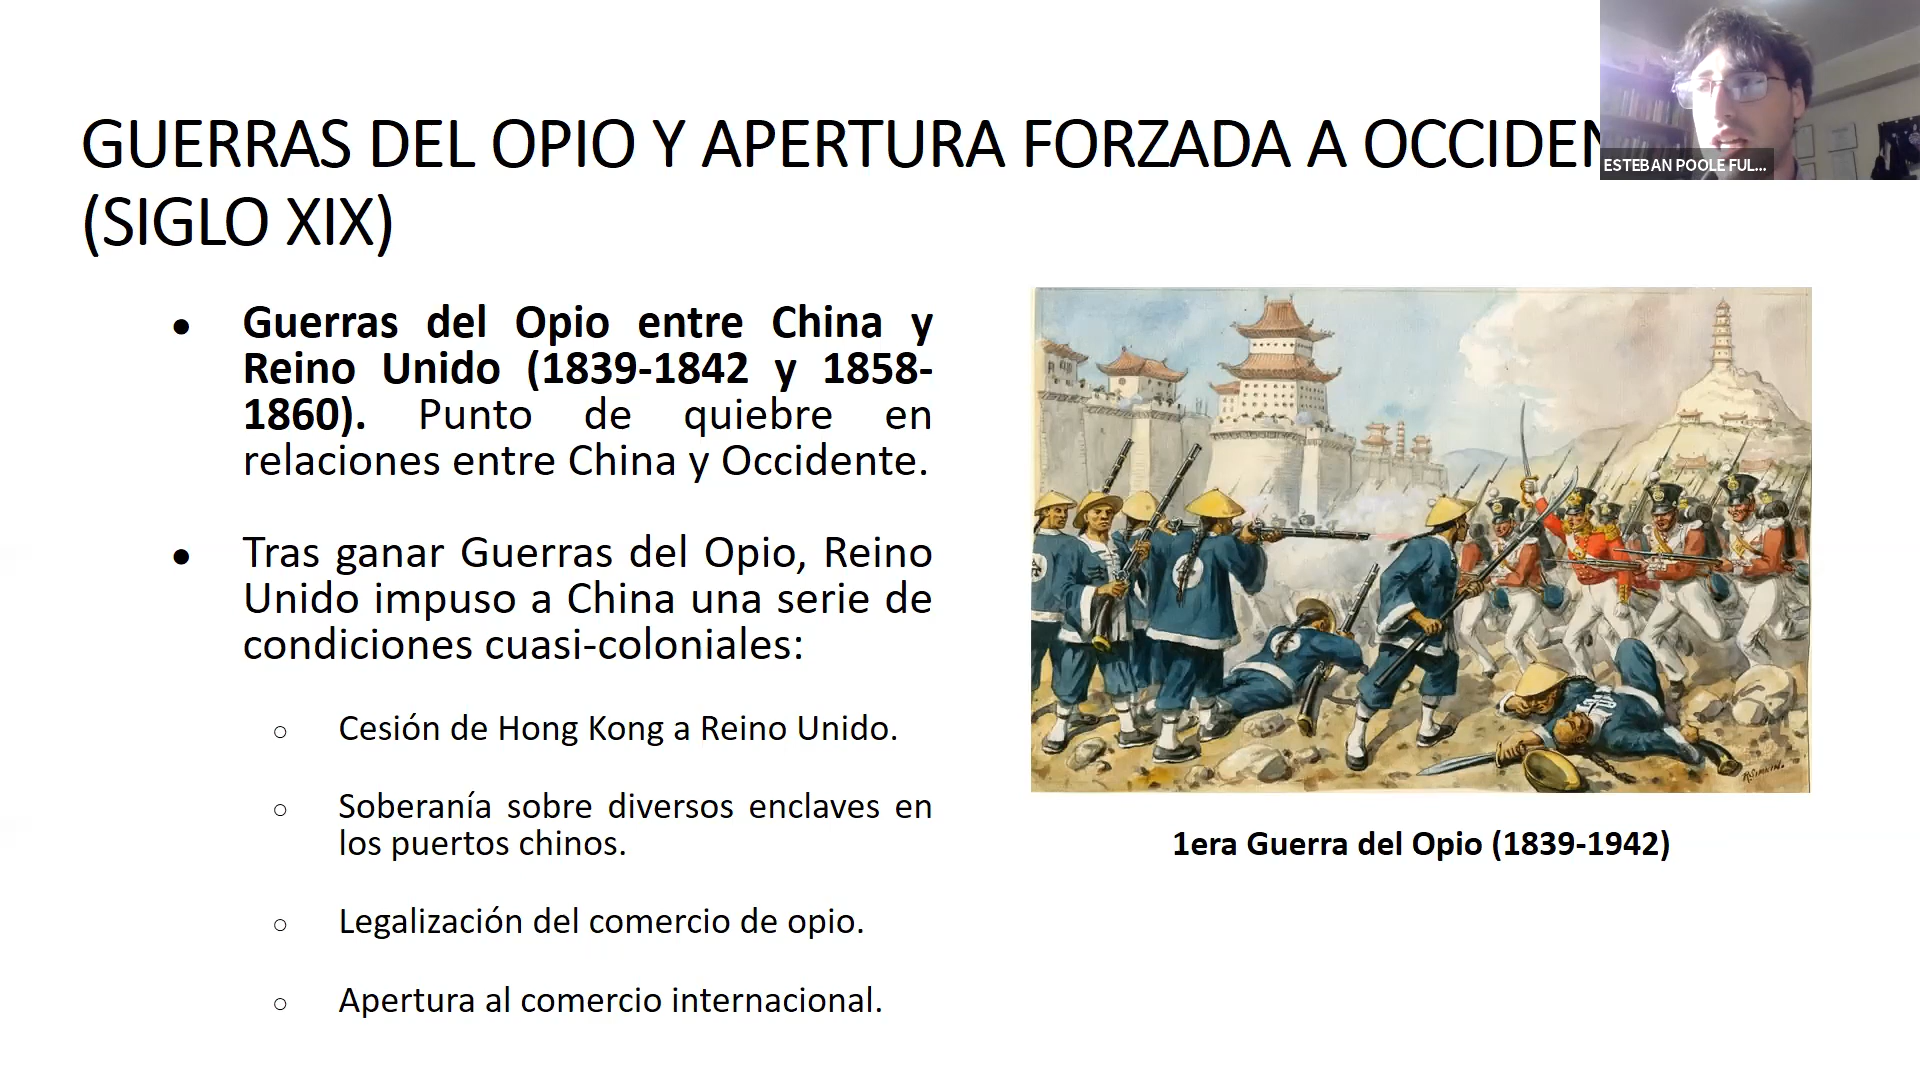 GUERRAS DEL OPIO Y APERTURA FORZADA A OCCIDEN
(SIGLO XIX)
ESTEBAN POOLE FUL...
● Guerras del Opio entre China y
Reino Unido (1839-1842 y 1858-
1860). Punto de quiebre en
relaciones entre China y Occidente.
● Tras ganar Guerras del Opio, Reino
Unido impuso a China una serie de
condiciones cuasi-coloniales:
○ Cesión de Hong Kong a Reino Unido.
○ Soberanía sobre diversos enclaves en
los puertos chinos.
○ Legalización del comercio de opio.
○ Apertura al comercio internacional.
R. SIMKIN.
1era Guerra del Opio (1839-1942)